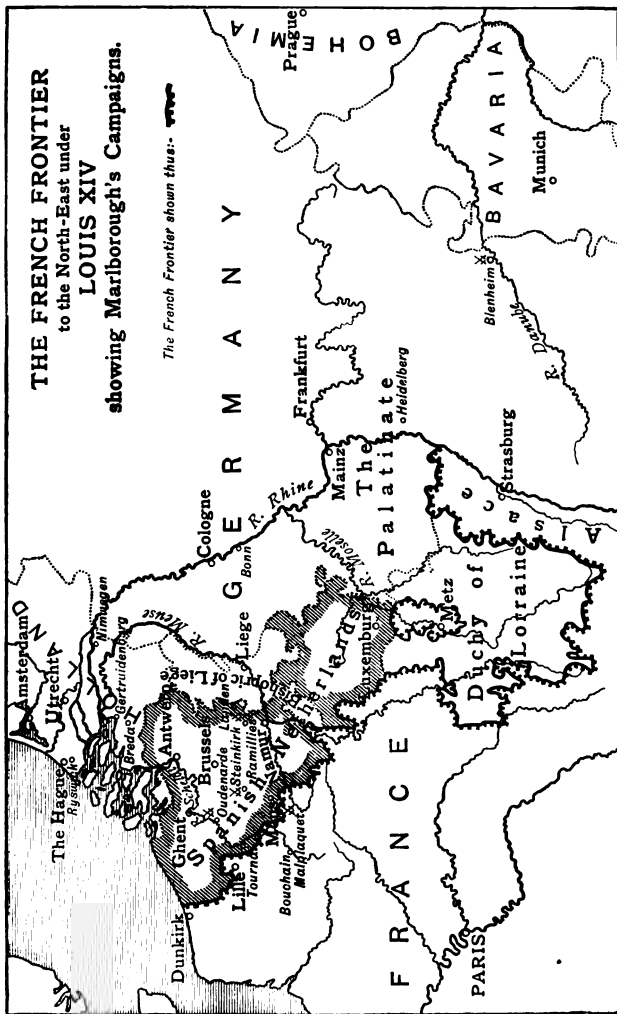 THE FRENCH FRONTIER
to the North-East under
LOUIS XIV
showing Marlborough's Campaigns.
The French Frontier shown thus:-
BOHEMIA
Prague
BAVARIA
Munich
Blenheim
R. Danube
GERMANY
Frankfurt
Mainz
The
Palatinate
Heidelberg
Strasburg
Alsace
Cologne
Bonn
R. Rhine
R. Moselle
Metz
Duchy of
Lorraine
Amsterdam
Utrecht
The Hague
Ryswick
Nimuegen
Gertruidenburg
Breda
R. Meuse
Liege
Bishopric of Liege
Luxemburg
Antwerp
Brussels
Ghent
Oudenarde
Steinkirk
Ramillies
Namur
Spanish Netherlands
Lille
Bouchain
Malplaquet
Dunkirk
FRANCE
PARIS